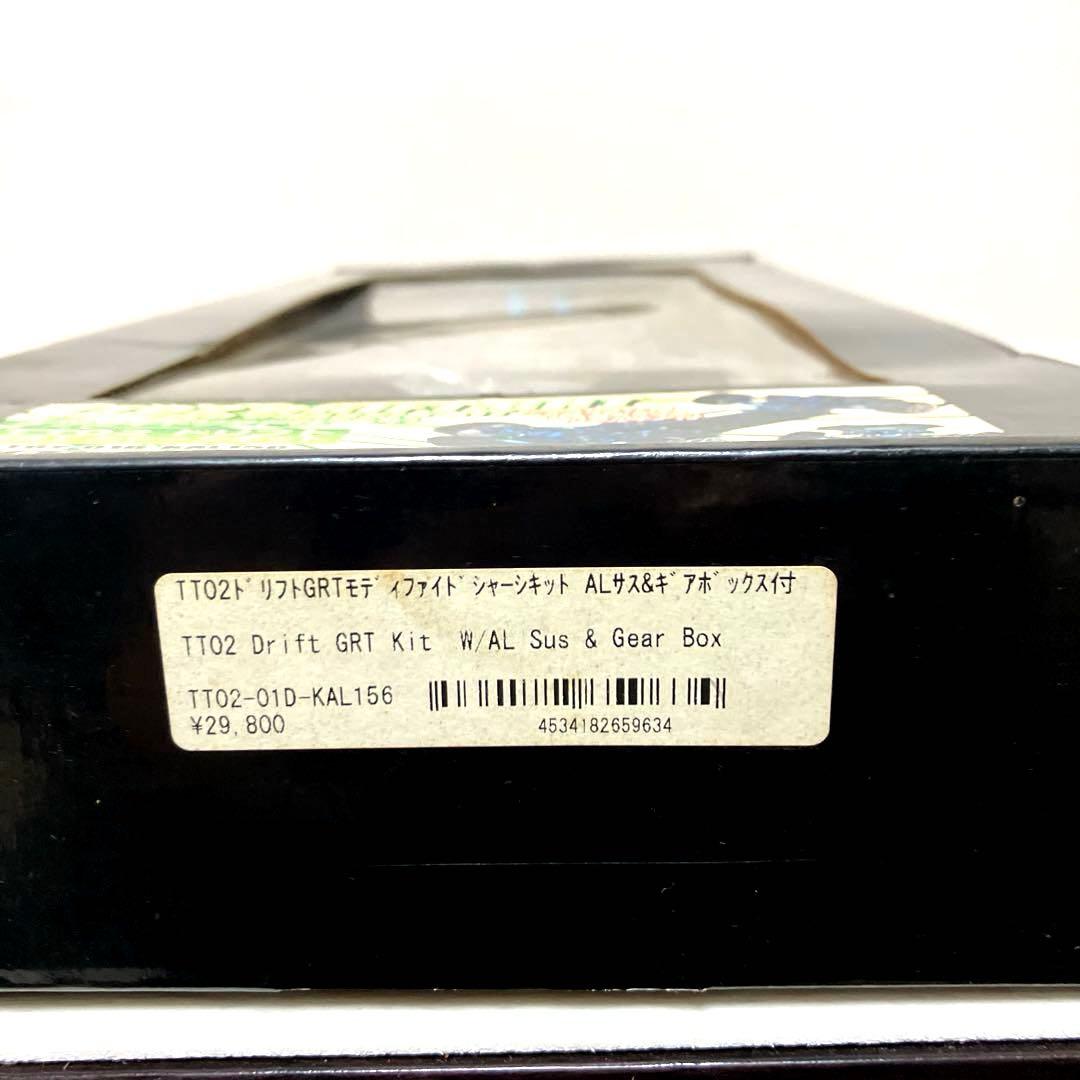 TT02ﾄﾞﾘﾌﾄGRTﾓﾃﾞｨﾌｧｲﾄﾞｼｬｰｼｷｯﾄ ALｻｽ&ｷﾞｱﾎﾞｯｸｽ付
TT02 Drift GRT Kit W/AL Sus & Gear Box
TT02-01D-KAL156
¥29,800
4534182659634